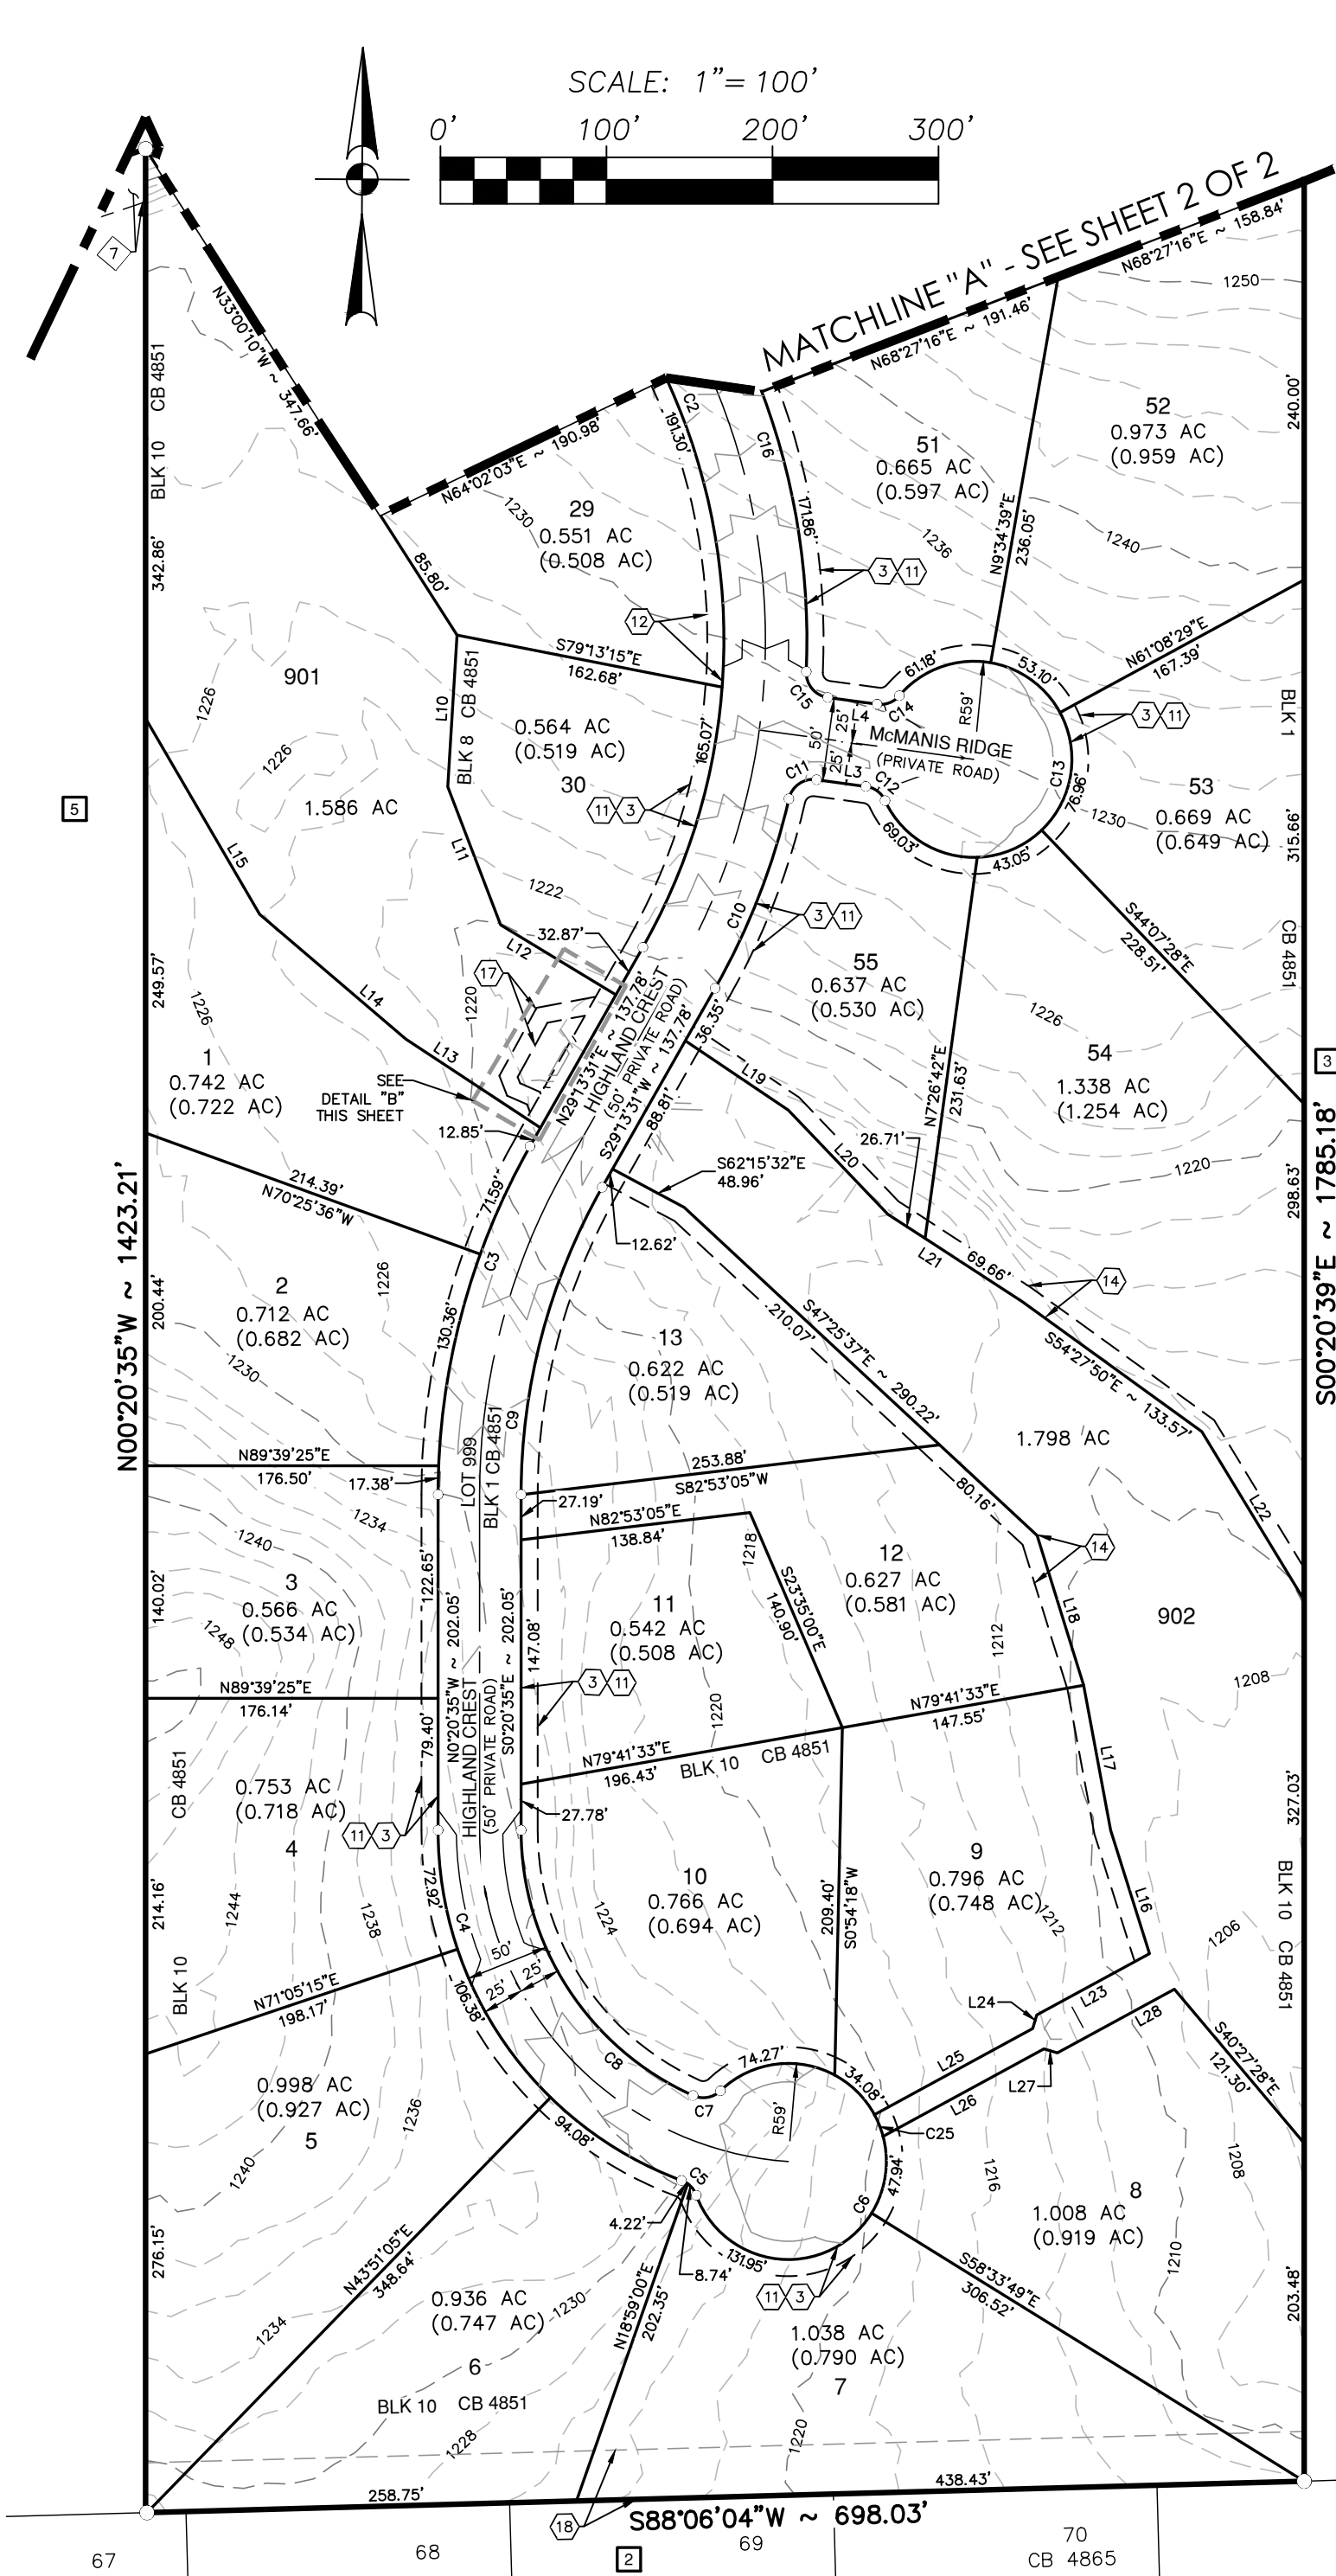 SCALE: 1"= 100'
0' 100' 200' 300'
MATCHLINE "A" - SEE SHEET 2 OF 2
N68°27'16"E ~ 158.84'
N68°27'16"E ~ 191.46'
7
N33°00'10"W ~ 347.66'
BLK 10 CB 4851
342.86'
N64°02'03"E ~ 190.98'
C2
191.30'
C16
171.86'
1250
240.00'
52
0.973 AC
(0.959 AC)
51
0.665 AC
(0.597 AC)
1236
1240
N9°34'39"E
236.05'
29
0.551 AC
(0.508 AC)
1230
85.80'
12
3 11
S79°13'15"E
162.68'
901
1226
1226
1.586 AC
L10
BLK 8 CB 4851
0.564 AC
(0.519 AC)
30
165.07'
11 3
C15
61.18'
C14
53.10'
R59'
N61°08'29"E
167.39'
3 11
BLK 1
25'
L4
50'
25'
McMANIS RIDGE
(PRIVATE ROAD)
C11
L3
C12
C13
76.96'
69.03'
43.05'
1230
53
0.669 AC
(0.649 AC)
315.66'
5
L15
L11
1222
C10
3 11
32.87'
L12
17
1220
L14
L13
249.57'
1226
1
0.742 AC
(0.722 AC)
SEE
DETAIL "B"
THIS SHEET
12.85'
N29°13'31"E ~ 137.78'
HIGHLAND CREST
(50' PRIVATE ROAD)
S29°13'31"W ~ 137.78'
36.35'
88.81'
55
0.637 AC
(0.530 AC)
S44°07'28"E
228.51'
CB 4851
1226
54
1.338 AC
(1.254 AC)
3
L19
L20
N7°26'42"E
231.63'
26.71'
1220
298.63'
N00°20'35"W ~ 1423.21'
S00°20'39"E ~ 1785.18'
214.39'
N70°25'36"W
71.59'
C3
S62°15'32"E
48.96'
12.62'
L21
69.66'
14
S54°27'50"E ~ 133.57'
2
0.712 AC
(0.682 AC)
1226
200.44'
1230
130.36'
S47°25'37"E ~ 290.22'
210.07'
13
0.622 AC
(0.519 AC)
1.798 AC
C9
LOT 999
BLK 1 CB 4851
N89°39'25"E
176.50'
17.38'
253.88'
S82°53'05"W
27.19'
N82°53'05"E
138.84'
80.16'
L22
1234
1240
14
3
0.566 AC
(0.534 AC)
1248
140.02'
122.65'
1218
S23°35'00"E
140.90'
12
0.627 AC
(0.581 AC)
L18
902
11
0.542 AC
(0.508 AC)
147.08'
N0°20'35"W ~ 202.05'
S0°20'35"E ~ 202.05'
HIGHLAND CREST
(50' PRIVATE ROAD)
3 11
1212
1208
N89°39'25"E
176.14'
79.40'
1220
N79°41'33"E
147.55'
N79°41'33"E
196.43'
BLK 10 CB 4851
L17
CB 4851
0.753 AC
(0.718 AC)
4
11 3
27.78'
327.03'
BLK 10 CB 4851
214.16'
1244
1238
72.92'
C4
10
0.766 AC
(0.694 AC)
1224
209.40'
S0°54'18"W
9
0.796 AC
(0.748 AC)
1212
L16
1206
50'
25' 25'
BLK 10
N71°05'15"E
198.17'
106.38'
L24
L23
L28
L27
L25
L26
C25
S40°27'28"E
121.30'
C8
74.27'
34.08'
C7
R59'
0.998 AC
(0.927 AC)
5
1240
1236
94.08'
C5
4.22'
8.74'
131.95'
C6
47.94'
11 3
1216
8
1.008 AC
(0.919 AC)
1208
1210
276.15'
N43°51'05"E
348.64'
0.936 AC
(0.747 AC)
6
1230
1234
N18°59'00"E
202.35'
1.038 AC
(0.790 AC)
7
S58°33'49"E
306.52'
203.48'
BLK 10 CB 4851
1228
1220
258.75'
438.43'
18
S88°06'04"W ~ 698.03'
67
68
2
69
70
CB 4865